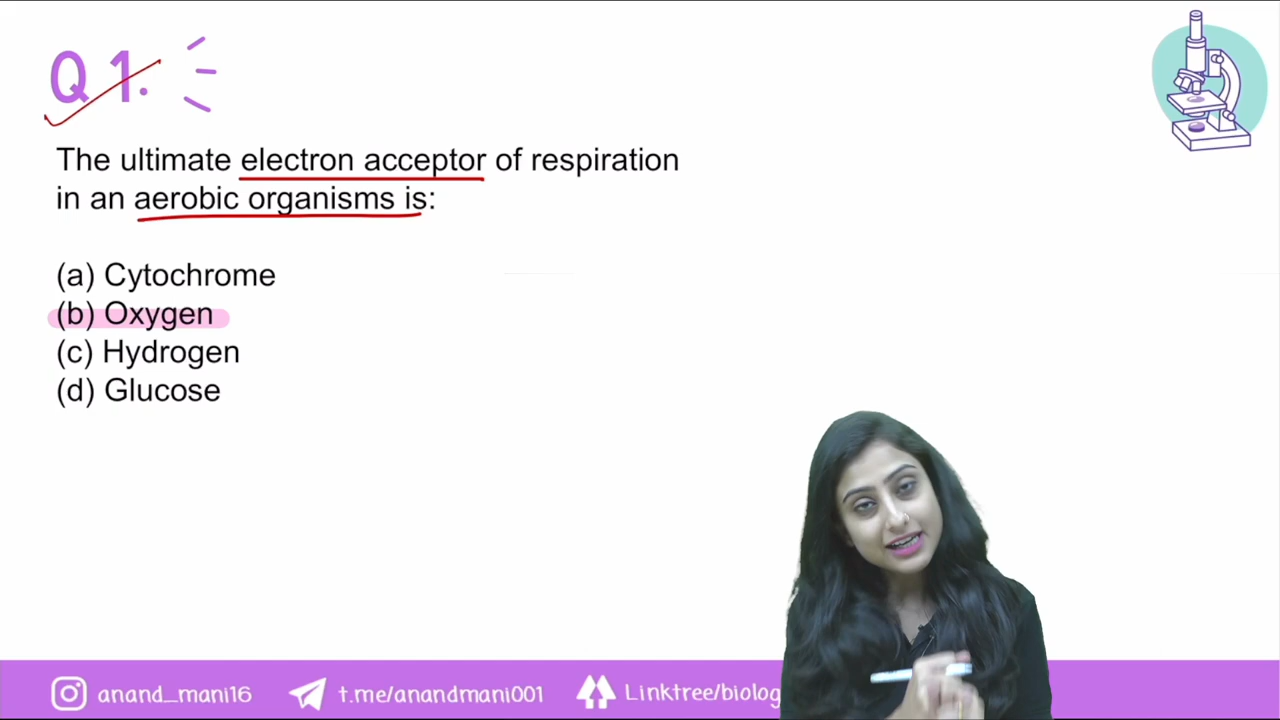 Q 1.
The ultimate electron acceptor of respiration
in an aerobic organisms is:
(a) Cytochrome
(b) Oxygen
(c) Hydrogen
(d) Glucose
anand_mani16 t.me/anandmani001 Linktree/biolog